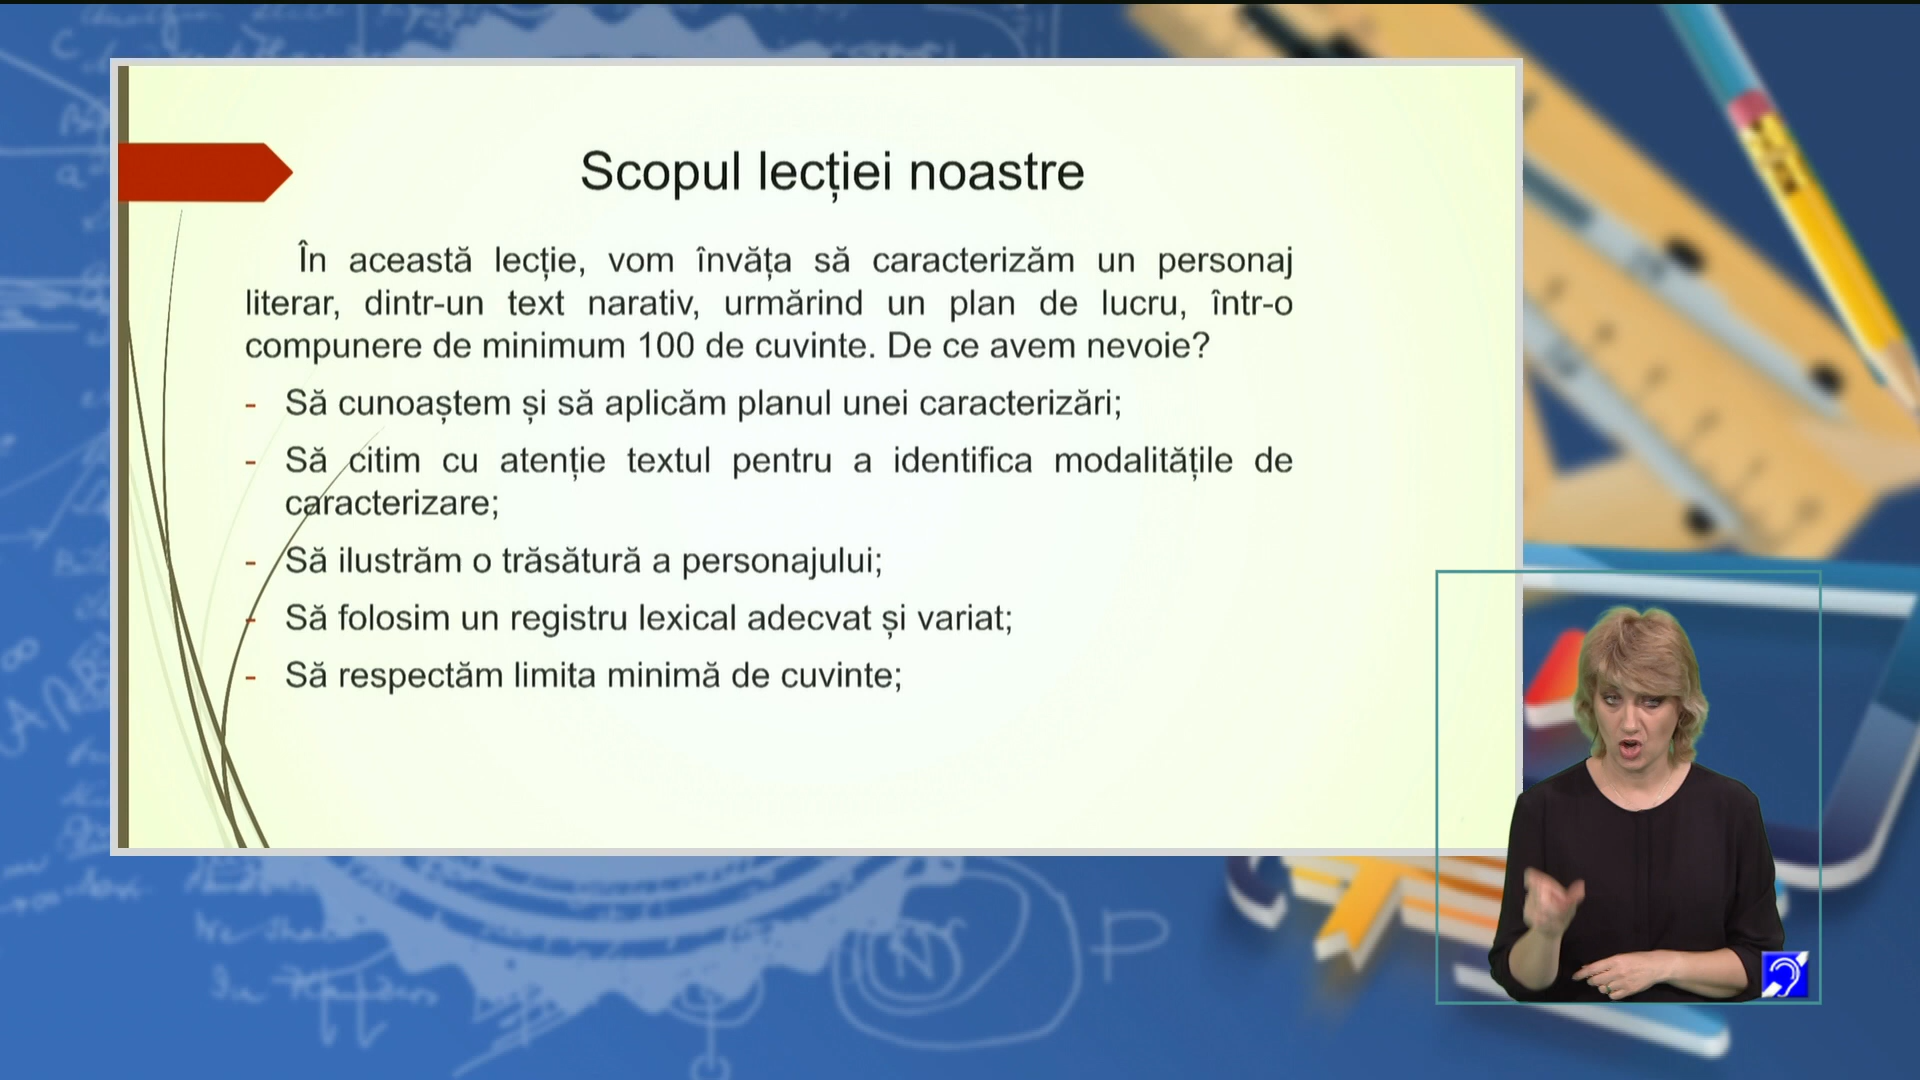 Scopul lecției noastre
În această lecție, vom învăța să caracterizăm un personaj
literar, dintr-un text narativ, urmărind un plan de lucru, într-o
compunere de minimum 100 de cuvinte. De ce avem nevoie?
- Să cunoaștem și să aplicăm planul unei caracterizări;
- Să citim cu atenție textul pentru a identifica modalitățile de
caracterizare;
- Să ilustrăm o trăsătură a personajului;
- Să folosim un registru lexical adecvat și variat;
- Să respectăm limita minimă de cuvinte;
N
P